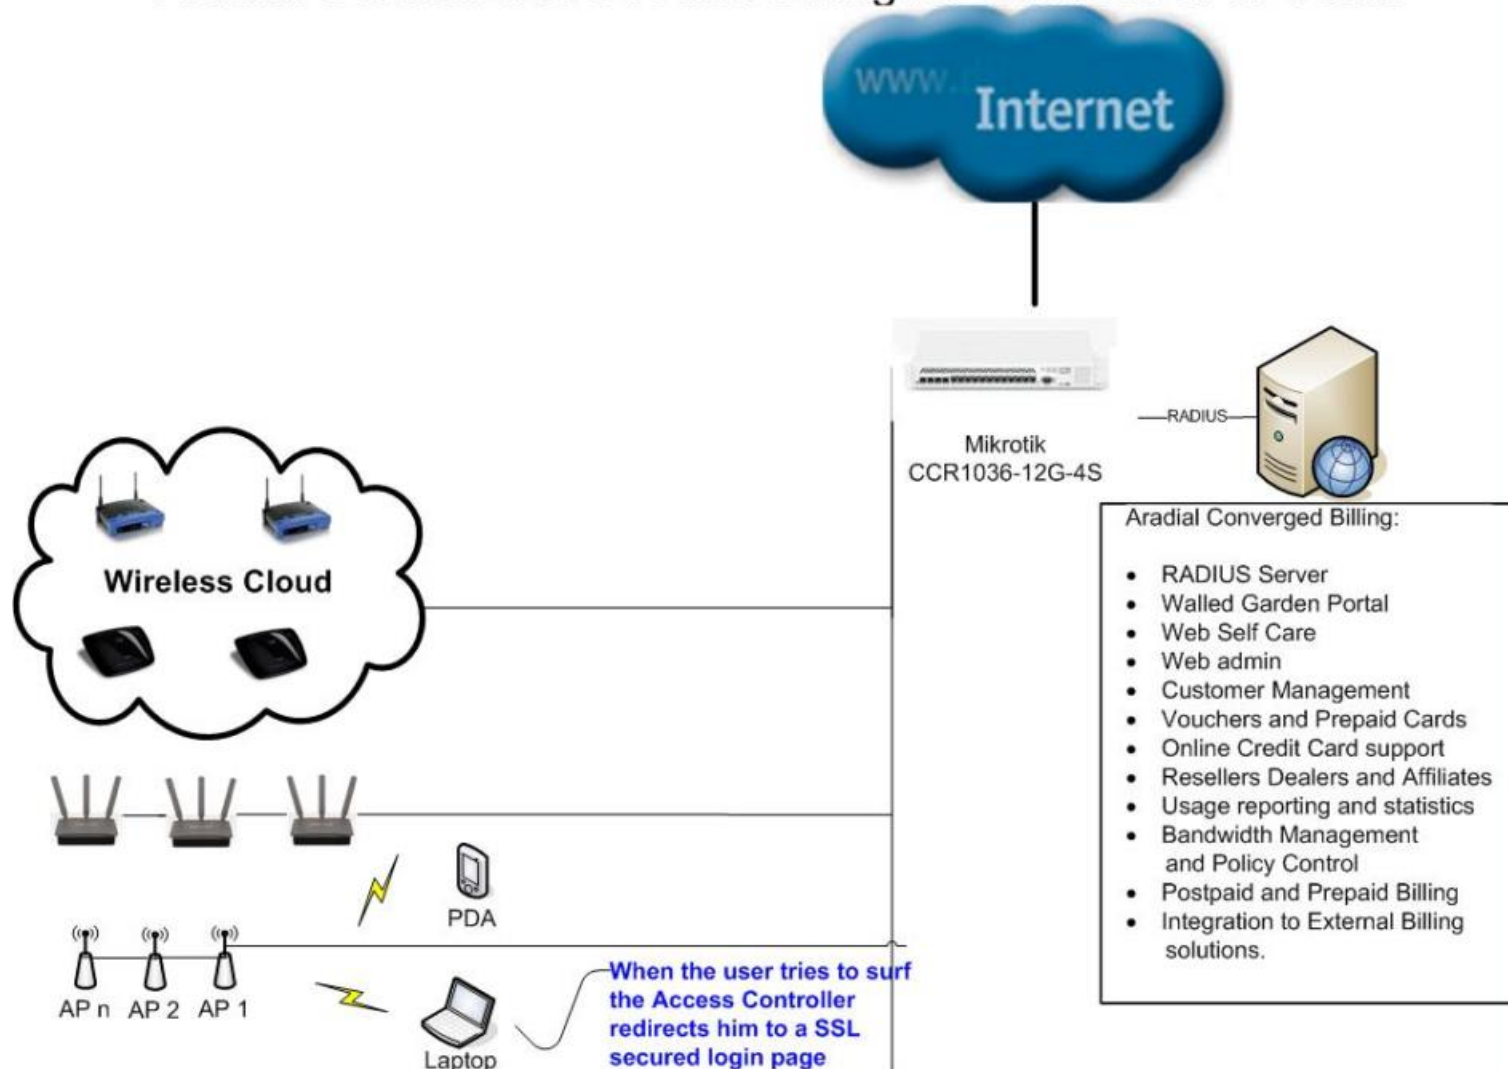 www.
Internet
RADIUS
Mikrotik
CCR1036-12G-4S
Wireless Cloud
Aradial Converged Billing:
• RADIUS Server
• Walled Garden Portal
• Web Self Care
• Web admin
• Customer Management
• Vouchers and Prepaid Cards
• Online Credit Card support
• Resellers Dealers and Affiliates
• Usage reporting and statistics
• Bandwidth Management
and Policy Control
• Postpaid and Prepaid Billing
• Integration to External Billing
solutions.
PDA
AP n
AP 2
AP 1
Laptop
When the user tries to surf
the Access Controller
redirects him to a SSL
secured login page